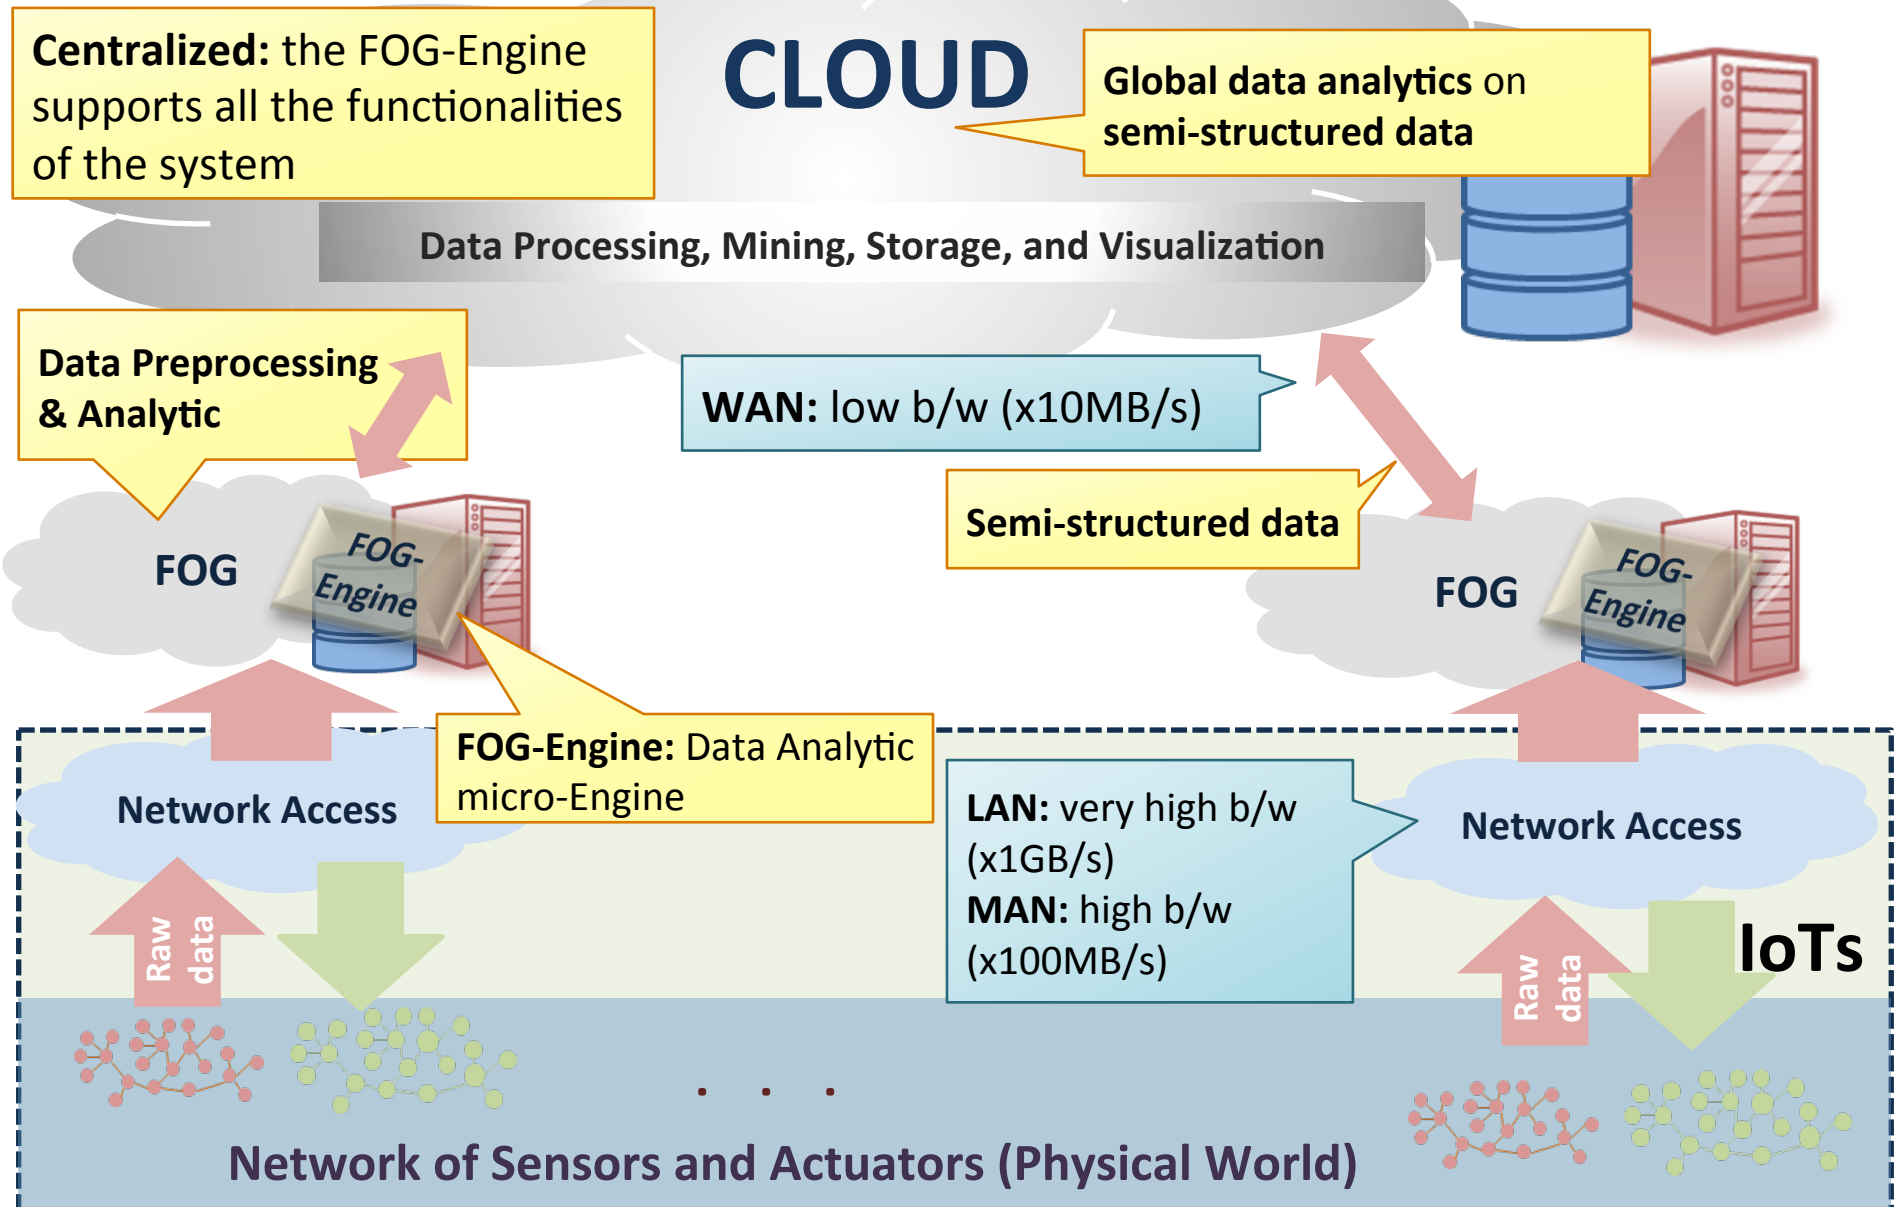 Centralized: the FOG-Engine
supports all the functionalities
of the system
CLOUD
Global data analytics on
semi-structured data
Data Processing, Mining, Storage, and Visualization
Data Preprocessing
& Analytic
WAN: low b/w (x10MB/s)
Semi-structured data
FOG
FOG-
Engine
FOG
FOG-
Engine
FOG-Engine: Data Analytic
micro-Engine
Network Access
LAN: very high b/w
(x1GB/s)
MAN: high b/w
(x100MB/s)
Network Access
Raw
data
IoTs
Raw
data
. . .
Network of Sensors and Actuators (Physical World)